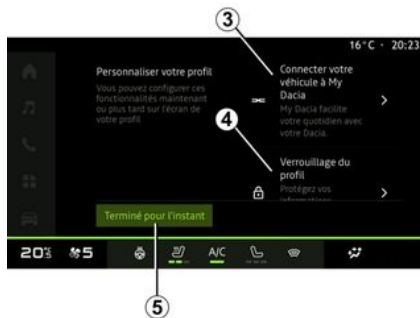 3
16°C · 20:23
Personnaliser votre profil
Vous pouvez configurer ces
fonctionnalités maintenant
ou plus tard sur l'écran de
votre profil
Connecter votre
véhicule à My
Dacia
My Dacia facilite
votre quotidien avec
votre Dacia.
4
Verrouillage du
profil
Protégez vos
informations
Terminé pour l'instant
20 5 A/C
5